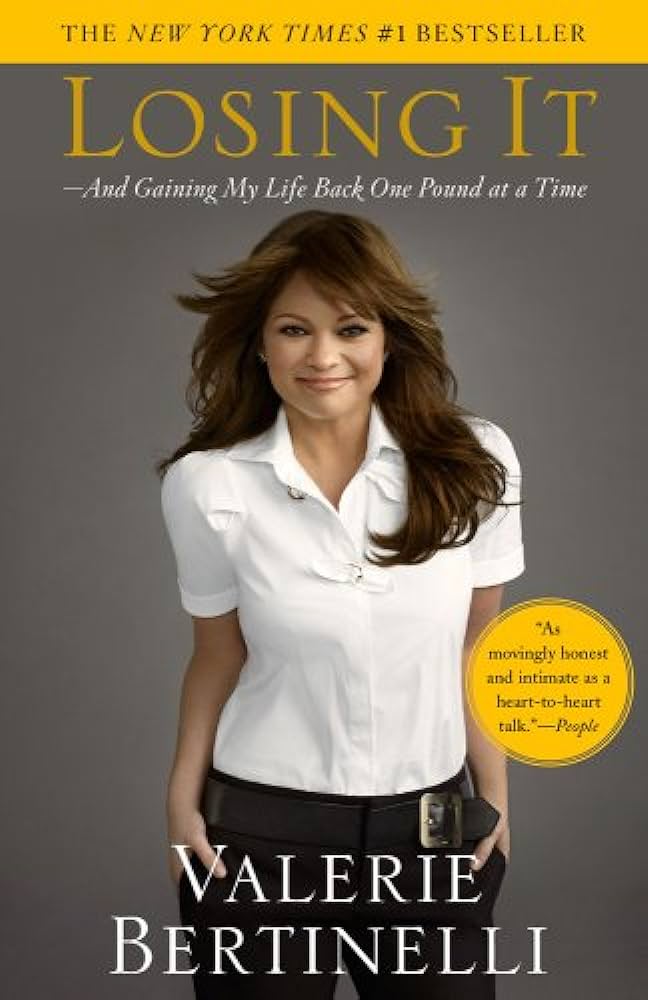 THE NEW YORK TIMES #1 BESTSELLER
LOSING IT
—And Gaining My Life Back One Pound at a Time
“As
movingly honest
and intimate as a
heart-to-heart
talk.”—People
VALERIE
BERTINELLI